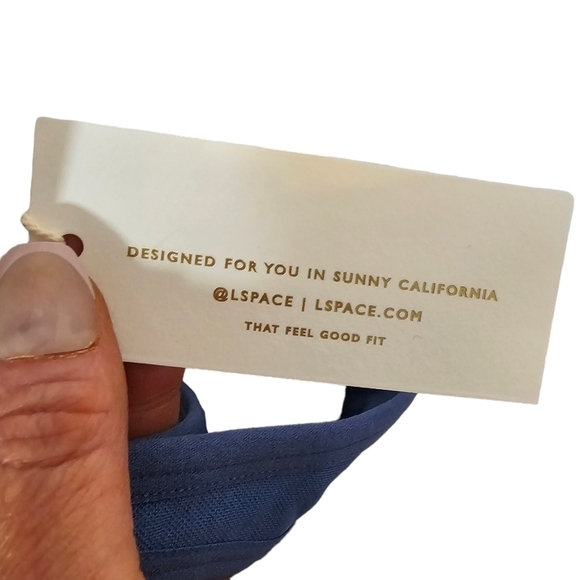 DESIGNED FOR YOU IN SUNNY CALIFORNIA
@LSPACE | LSPACE.COM
THAT FEEL GOOD FIT